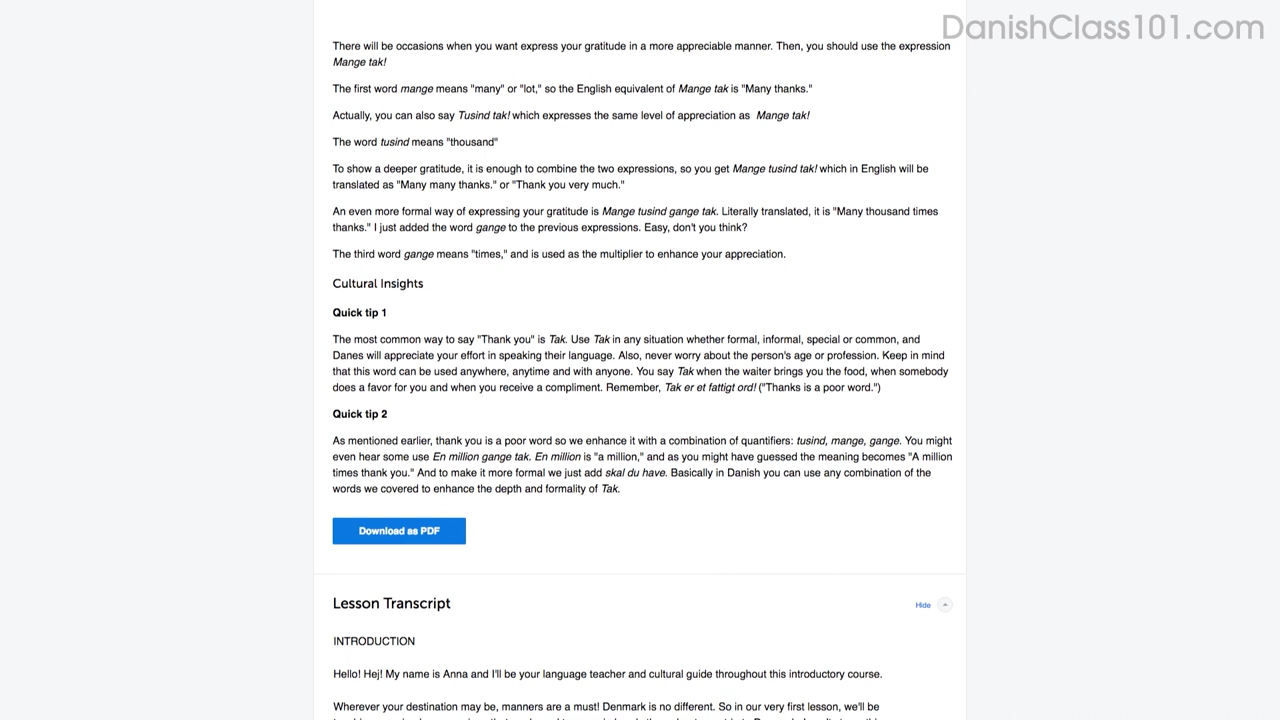 DanishClass101.com
There will be occasions when you want express your gratitude in a more appreciable manner. Then, you should use the expression
Mange tak!
The first word mange means "many" or "lot," so the English equivalent of Mange tak is "Many thanks."
Actually, you can also say Tusind tak! which expresses the same level of appreciation as Mange tak!
The word tusind means "thousand"
To show a deeper gratitude, it is enough to combine the two expressions, so you get Mange tusind tak! which in English will be
translated as "Many many thanks." or "Thank you very much."
An even more formal way of expressing your gratitude is Mange tusind gange tak. Literally translated, it is "Many thousand times
thanks." I just added the word gange to the previous expressions. Easy, don't you think?
The third word gange means "times," and is used as the multiplier to enhance your appreciation.
Cultural Insights
Quick tip 1
The most common way to say "Thank you" is Tak. Use Tak in any situation whether formal, informal, special or common, and
Danes will appreciate your effort in speaking their language. Also, never worry about the person's age or profession. Keep in mind
that this word can be used anywhere, anytime and with anyone. You say Tak when the waiter brings you the food, when somebody
does a favor for you and when you receive a compliment. Remember, Tak er et fattigt ord! ("Thanks is a poor word.")
Quick tip 2
As mentioned earlier, thank you is a poor word so we enhance it with a combination of quantifiers: tusind, mange, gange. You might
even hear some use En million gange tak. En million is "a million," and as you might have guessed the meaning becomes "A million
times thank you." And to make it more formal we just add skal du have. Basically in Danish you can use any combination of the
words we covered to enhance the depth and formality of Tak.
Download as PDF
Lesson Transcript
Hide
INTRODUCTION
Hello! Hej! My name is Anna and I'll be your language teacher and cultural guide throughout this introductory course.
Wherever your destination may be, manners are a must! Denmark is no different. So in our very first lesson, we'll be